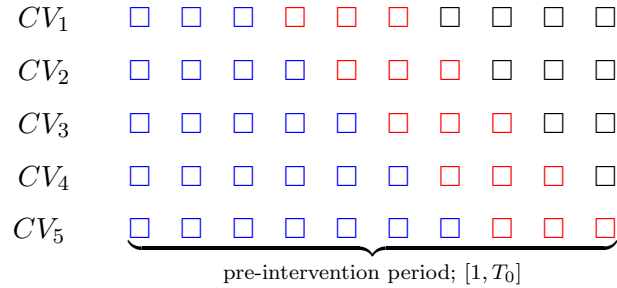 CV₁
CV₂
CV₃
CV₄
CV₅
pre-intervention period; [1, T₀]